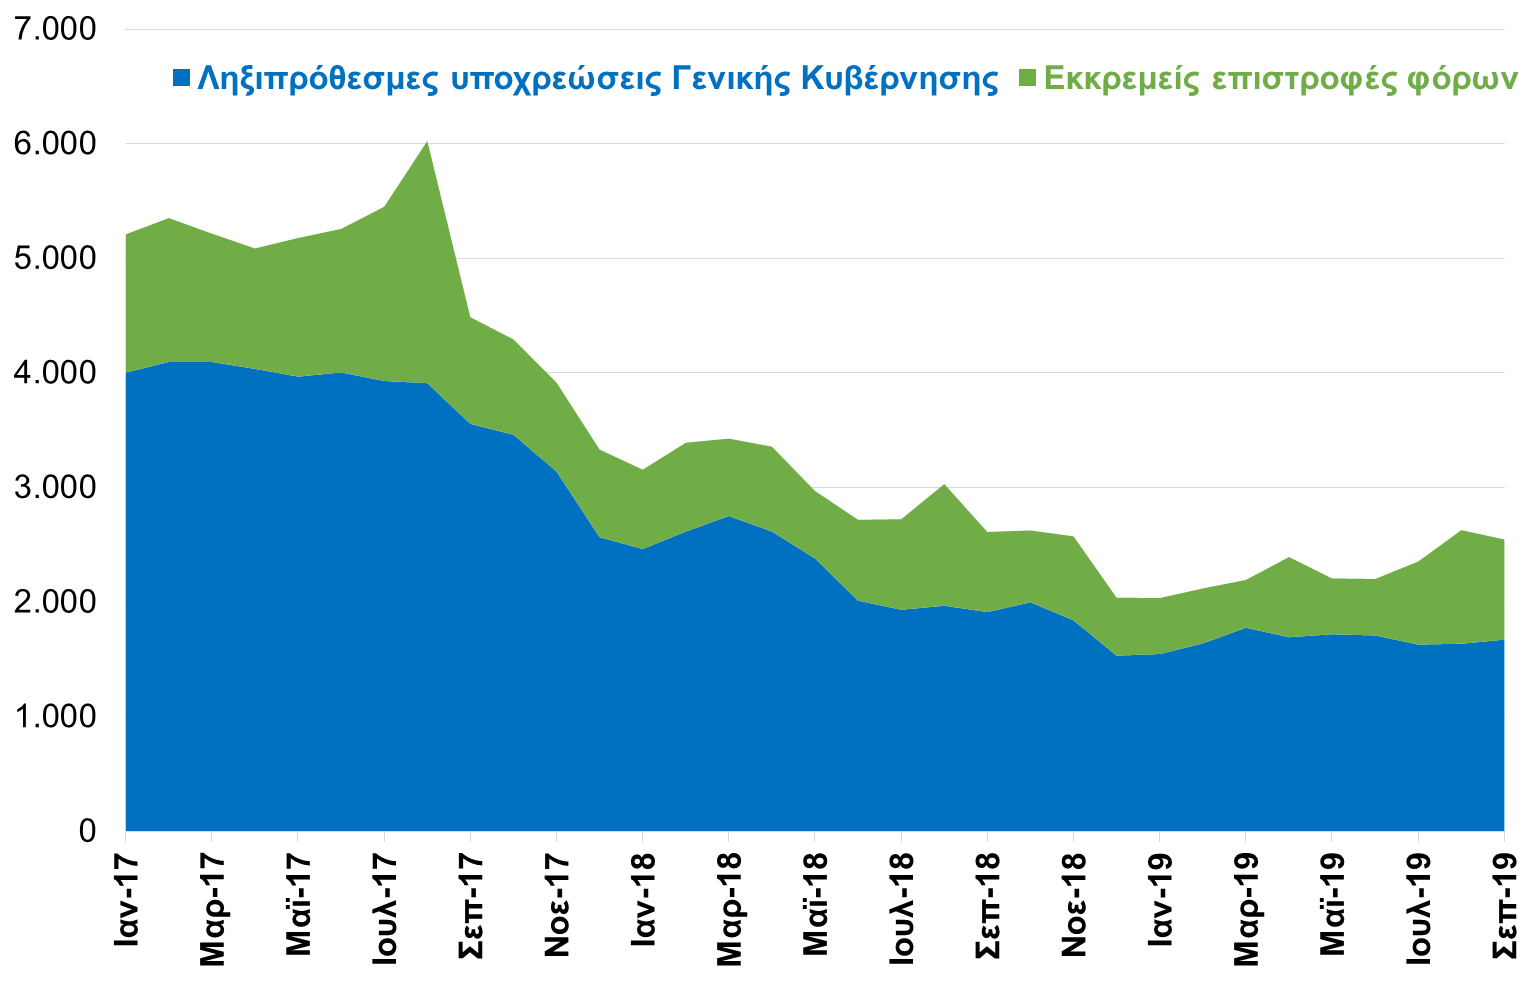 7.000
Ληξιπρόθεσμες υποχρεώσεις Γενικής Κυβέρνησης Εκκρεμείς επιστροφές φόρων
6.000
5.000
4.000
3.000
2.000
1.000
0
Ιαν-17
Μαρ-17
Μαϊ-17
Ιουλ-17
Σεπ-17
Νοε-17
Ιαν-18
Μαρ-18
Μαϊ-18
Ιουλ-18
Σεπ-18
Νοε-18
Ιαν-19
Μαρ-19
Μαϊ-19
Ιουλ-19
Σεπ-19